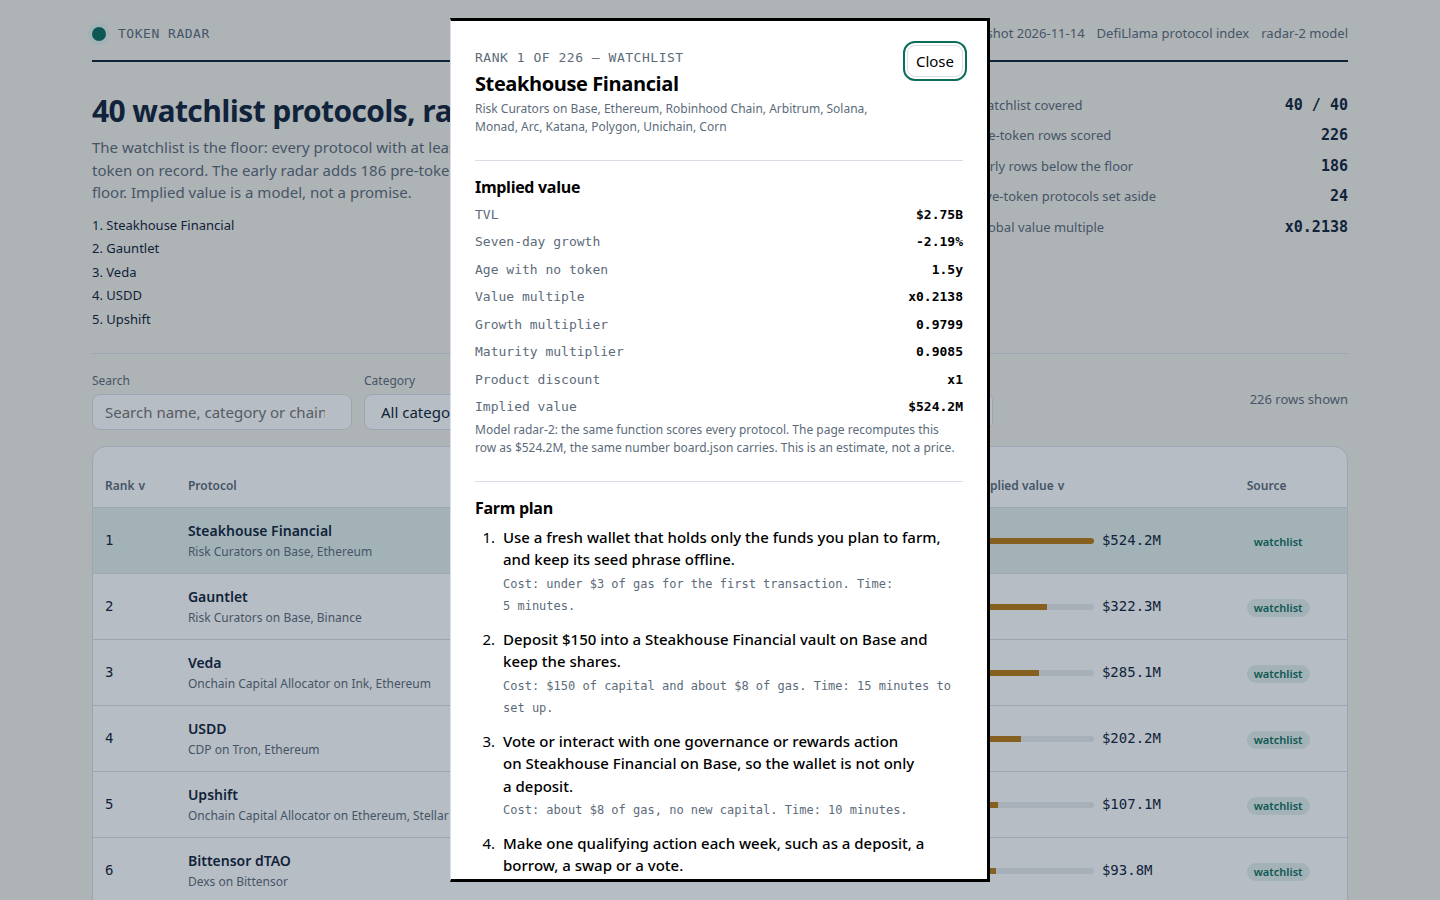 TOKEN RADAR
shot 2026-11-14 DefiLlama protocol index radar-2 model
40 watchlist protocols, ra
The watchlist is the floor: every protocol with at lea
token on record. The early radar adds 186 pre-toke
floor. Implied value is a model, not a promise.
1. Steakhouse Financial
2. Gauntlet
3. Veda
4. USDD
5. Upshift
atchlist covered 40 / 40
e-token rows scored 226
rly rows below the floor 186
ve-token protocols set aside 24
obal value multiple x0.2138
Search
Category
Search name, category or chain
All catego
226 rows shown
Rank v Protocol plied value v Source
1 Steakhouse Financial $524.2M watchlist
Risk Curators on Base, Ethereum
2 Gauntlet $322.3M watchlist
Risk Curators on Base, Binance
3 Veda $285.1M watchlist
Onchain Capital Allocator on Ink, Ethereum
4 USDD $202.2M watchlist
CDP on Tron, Ethereum
5 Upshift $107.1M watchlist
Onchain Capital Allocator on Ethereum, Stellar
6 Bittensor dTAO $93.8M watchlist
Dexs on Bittensor
RANK 1 OF 226 — WATCHLIST
Close
Steakhouse Financial
Risk Curators on Base, Ethereum, Robinhood Chain, Arbitrum, Solana,
Monad, Arc, Katana, Polygon, Unichain, Corn
Implied value
TVL $2.75B
Seven-day growth -2.19%
Age with no token 1.5y
Value multiple x0.2138
Growth multiplier 0.9799
Maturity multiplier 0.9085
Product discount x1
Implied value $524.2M
Model radar-2: the same function scores every protocol. The page recomputes this
row as $524.2M, the same number board.json carries. This is an estimate, not a price.
Farm plan
1. Use a fresh wallet that holds only the funds you plan to farm,
and keep its seed phrase offline.
Cost: under $3 of gas for the first transaction. Time:
5 minutes.
2. Deposit $150 into a Steakhouse Financial vault on Base and
keep the shares.
Cost: $150 of capital and about $8 of gas. Time: 15 minutes to
set up.
3. Vote or interact with one governance or rewards action
on Steakhouse Financial on Base, so the wallet is not only
a deposit.
Cost: about $8 of gas, no new capital. Time: 10 minutes.
4. Make one qualifying action each week, such as a deposit, a
borrow, a swap or a vote.